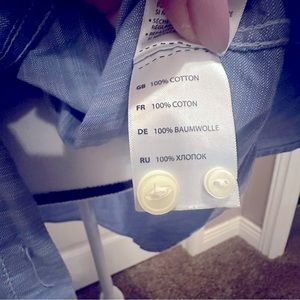 GB 100% COTTON
FR 100% COTON
DE 100% BAUMWOLLE
RU 100% ХЛОПОК